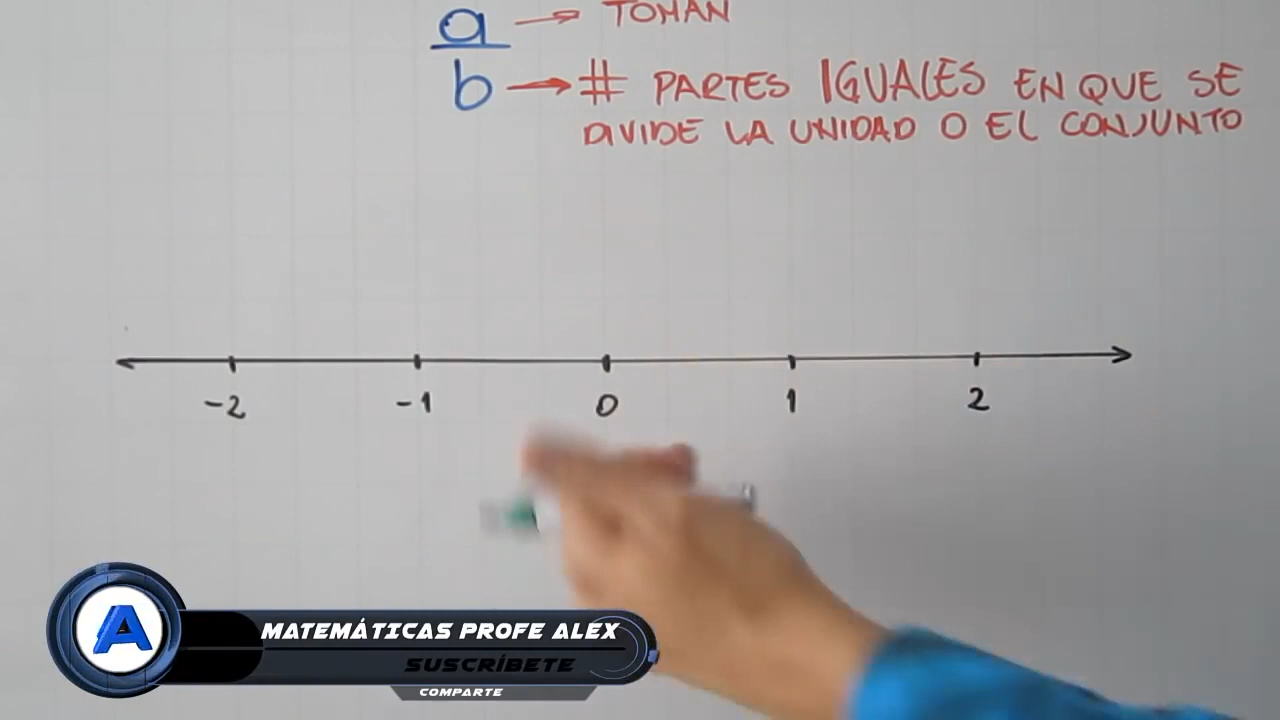 a → TOMAN
b → # PARTES IGUALES EN QUE SE
DIVIDE LA UNIDAD O EL CONJUNTO
-2 -1 0 1 2
MATEMÁTICAS PROFE ALEX
SUSCRÍBETE
COMPARTE
A